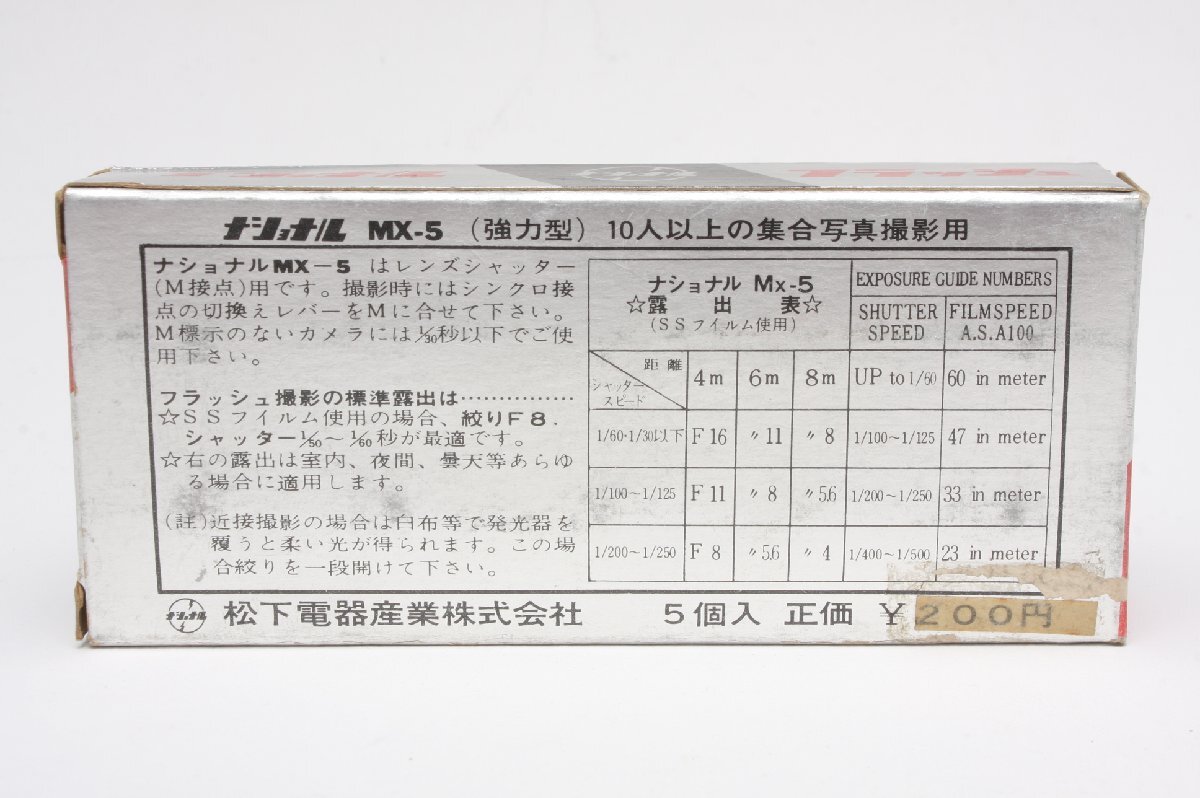 ナショナル MX-5 (強力型) 10人以上の集合写真撮影用
ナショナルMX-5 はレンズシャッター
(M接点)用です。撮影時にはシンクロ接
点の切換えレバーをMに合せて下さい。
M標示のないカメラには1/30秒以下でご使
用下さい。
フラッシュ撮影の標準露出は……………
☆SSフイルム使用の場合、絞りF8.
シャッター1/50〜1/60秒が最適です。
☆右の露出は室内、夜間、曇天等あらゆ
る場合に適用します。
(註)近接撮影の場合は白布等で発光器を
覆うと柔い光が得られます。この場
合絞りを一段開けて下さい。
ナショナル Mx-5
☆露 出 表☆
(SSフイルム使用)
距離 シャッタースピード 4m 6m 8m
1/60・1/30以下 F16 〃11 〃8
1/100〜1/125 F11 〃8 〃5.6
1/200〜1/250 F8 〃5.6 〃4
EXPOSURE GUIDE NUMBERS
SHUTTER SPEED FILMSPEED A.S.A100
UP to 1/60 60 in meter
1/100〜1/125 47 in meter
1/200〜1/250 33 in meter
1/400〜1/500 23 in meter
ナショナル 松下電器産業株式会社 5個入 正価 ¥200円